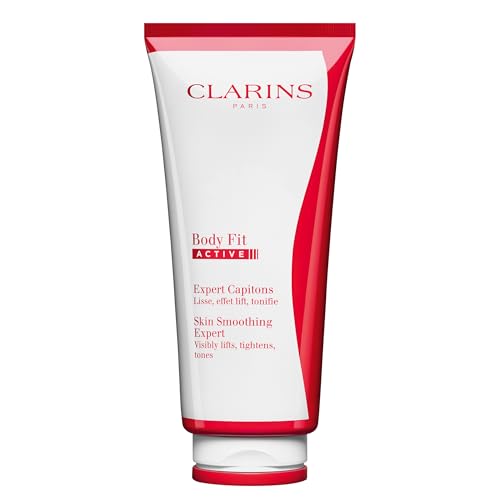 CLARINS
PARIS
Body Fit
ACTIVE
Expert Capitons
Lisse, effet lift, tonifie
Skin Smoothing
Expert
Visibly lifts, tightens,
tones